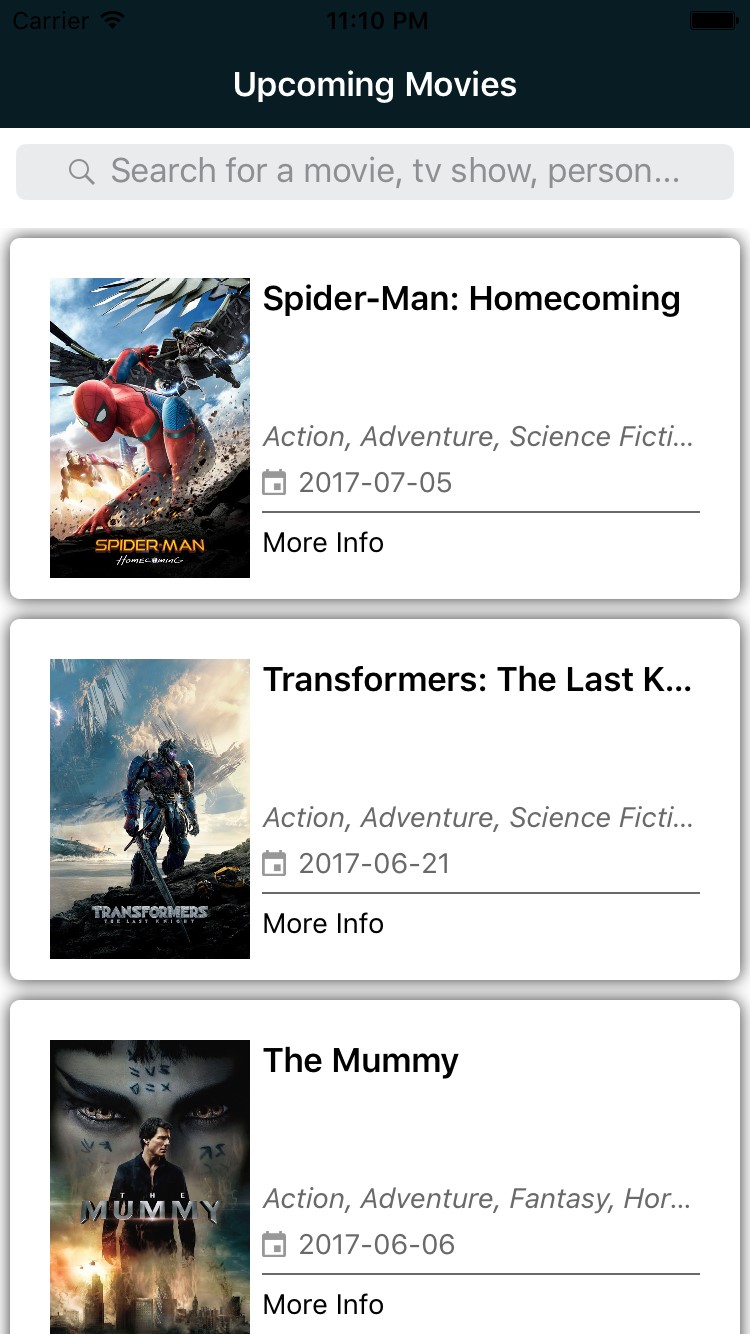 Carrier 11:10 PM
Upcoming Movies
Search for a movie, tv show, person...
Spider-Man: Homecoming
Action, Adventure, Science Ficti...
2017-07-05
More Info
SPIDER-MAN
HOMECOMING
Transformers: The Last K...
Action, Adventure, Science Ficti...
2017-06-21
More Info
TRANSFORMERS
THE LAST KNIGHT
The Mummy
Action, Adventure, Fantasy, Hor...
2017-06-06
More Info
THE
MUMMY